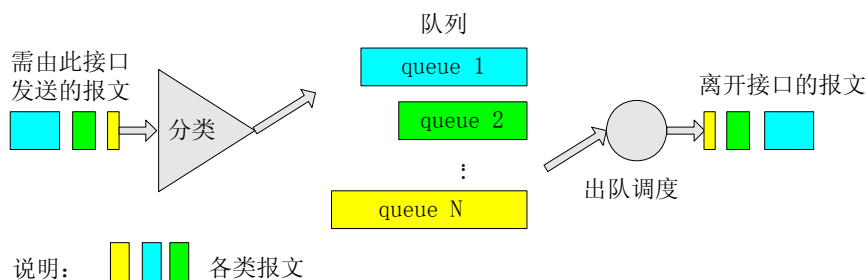 队列
需由此接口
发送的报文
queue 1
离开接口的报文
分类
queue 2
⋮
出队调度
queue N
说明：
各类报文